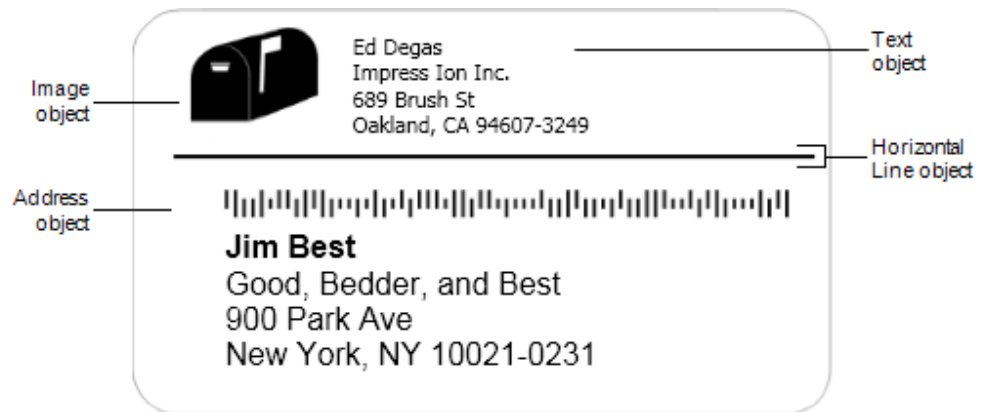 Ed Degas
Impress Ion Inc.
689 Brush St
Oakland, CA 94607-3249
Text
object
Image
object
Horizontal
Line object
Address
object
Jim Best
Good, Bedder, and Best
900 Park Ave
New York, NY 10021-0231